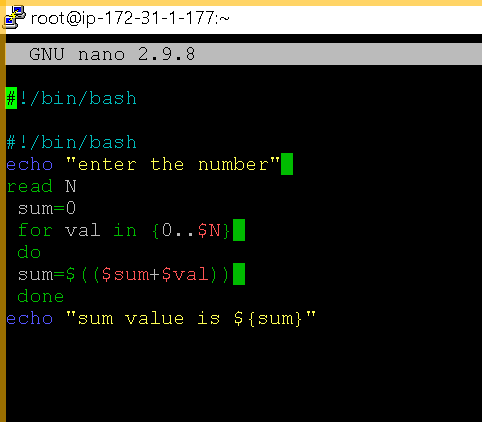 root@ip-172-31-1-177:~
GNU nano 2.9.8
#!/bin/bash
#!/bin/bash
echo "enter the number"
read N
sum=0
for val in {0..$N}
do
sum=$(($sum+$val))
done
echo "sum value is ${sum}"